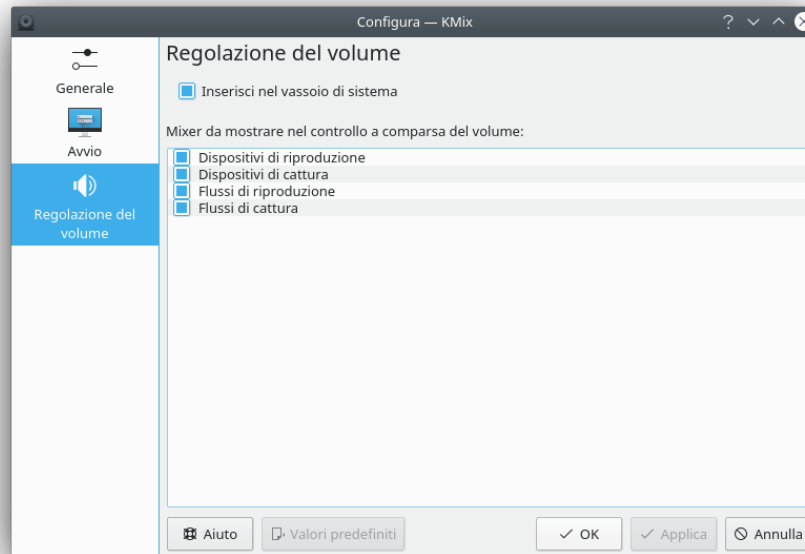 Configura — KMix
Generale
Avvio
Regolazione del
volume
Regolazione del volume
Inserisci nel vassoio di sistema
Mixer da mostrare nel controllo a comparsa del volume:
Dispositivi di riproduzione
Dispositivi di cattura
Flussi di riproduzione
Flussi di cattura
Aiuto
Valori predefiniti
OK
Applica
Annulla